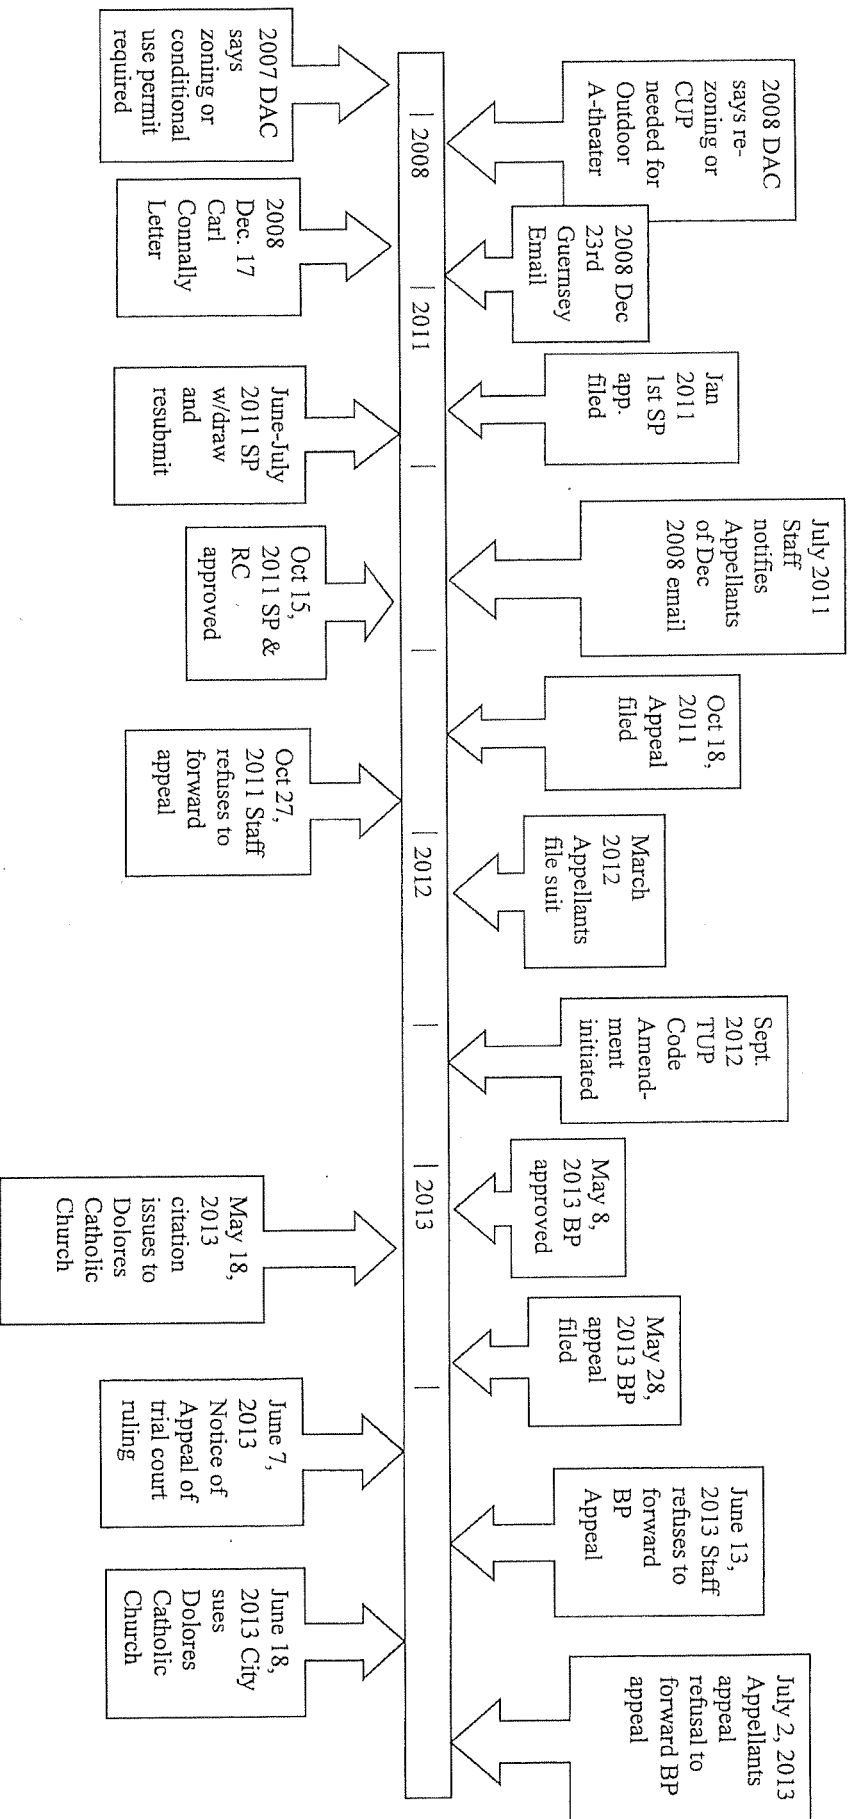 2008 DAC
says re-
zoning or
CUP
needed for
Outdoor
A-theater
2008 Dec
23rd
Guernsey
Email
Jan
2011
1st SP
app.
filed
July 2011
Staff
notifies
Appellants
of Dec
2008 email
Oct 18,
2011
Appeal
filed
March
2012
Appellants
file suit
Sept.
2012
TUP
Code
Amend-
ment
initiated
May 8,
2013 BP
approved
May 28,
2013 BP
appeal
filed
June 13,
2013 Staff
refuses to
forward
BP
Appeal
July 2, 2013
Appellants
appeal
refusal to
forward BP
appeal
2008
2011
2012
2013
2007 DAC
says
zoning or
conditional
use permit
required
2008
Dec. 17
Carl
Connally
Letter
June-July
2011 SP
w/draw
and
resubmit
Oct 15,
2011 SP &
RC
approved
Oct 27,
2011 Staff
refuses to
forward
appeal
May 18,
2013
citation
issues to
Dolores
Catholic
Church
June 7,
2013
Notice of
Appeal of
trial court
ruling
June 18,
2013 City
sues
Dolores
Catholic
Church